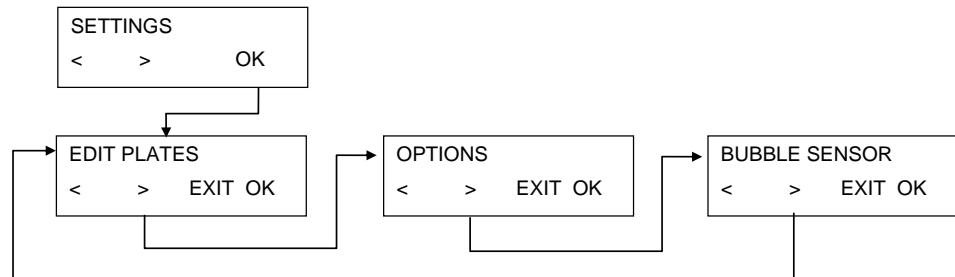 SETTINGS
< > OK
EDIT PLATES
< > EXIT OK
OPTIONS
< > EXIT OK
BUBBLE SENSOR
< > EXIT OK